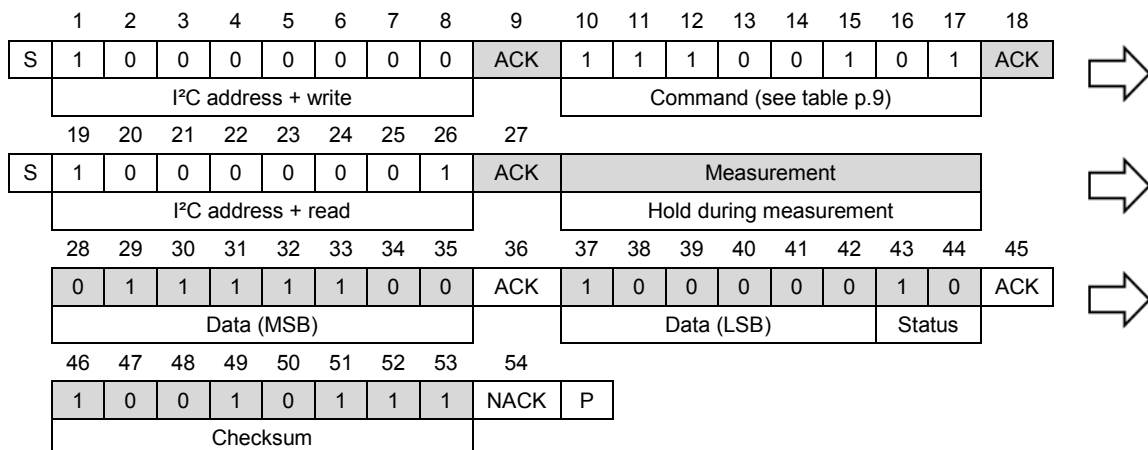 1 2 3 4 5 6 7 8 9 10 11 12 13 14 15 16 17 18
S 1 0 0 0 0 0 0 0 ACK 1 1 1 0 0 1 0 1 ACK
I²C address + write Command (see table p.9)
19 20 21 22 23 24 25 26 27
S 1 0 0 0 0 0 0 1 ACK Measurement
I²C address + read Hold during measurement
28 29 30 31 32 33 34 35 36 37 38 39 40 41 42 43 44 45
0 1 1 1 1 1 0 0 ACK 1 0 0 0 0 0 1 0 ACK
Data (MSB) Data (LSB) Status
46 47 48 49 50 51 52 53 54
1 0 0 1 0 1 1 1 NACK P
Checksum